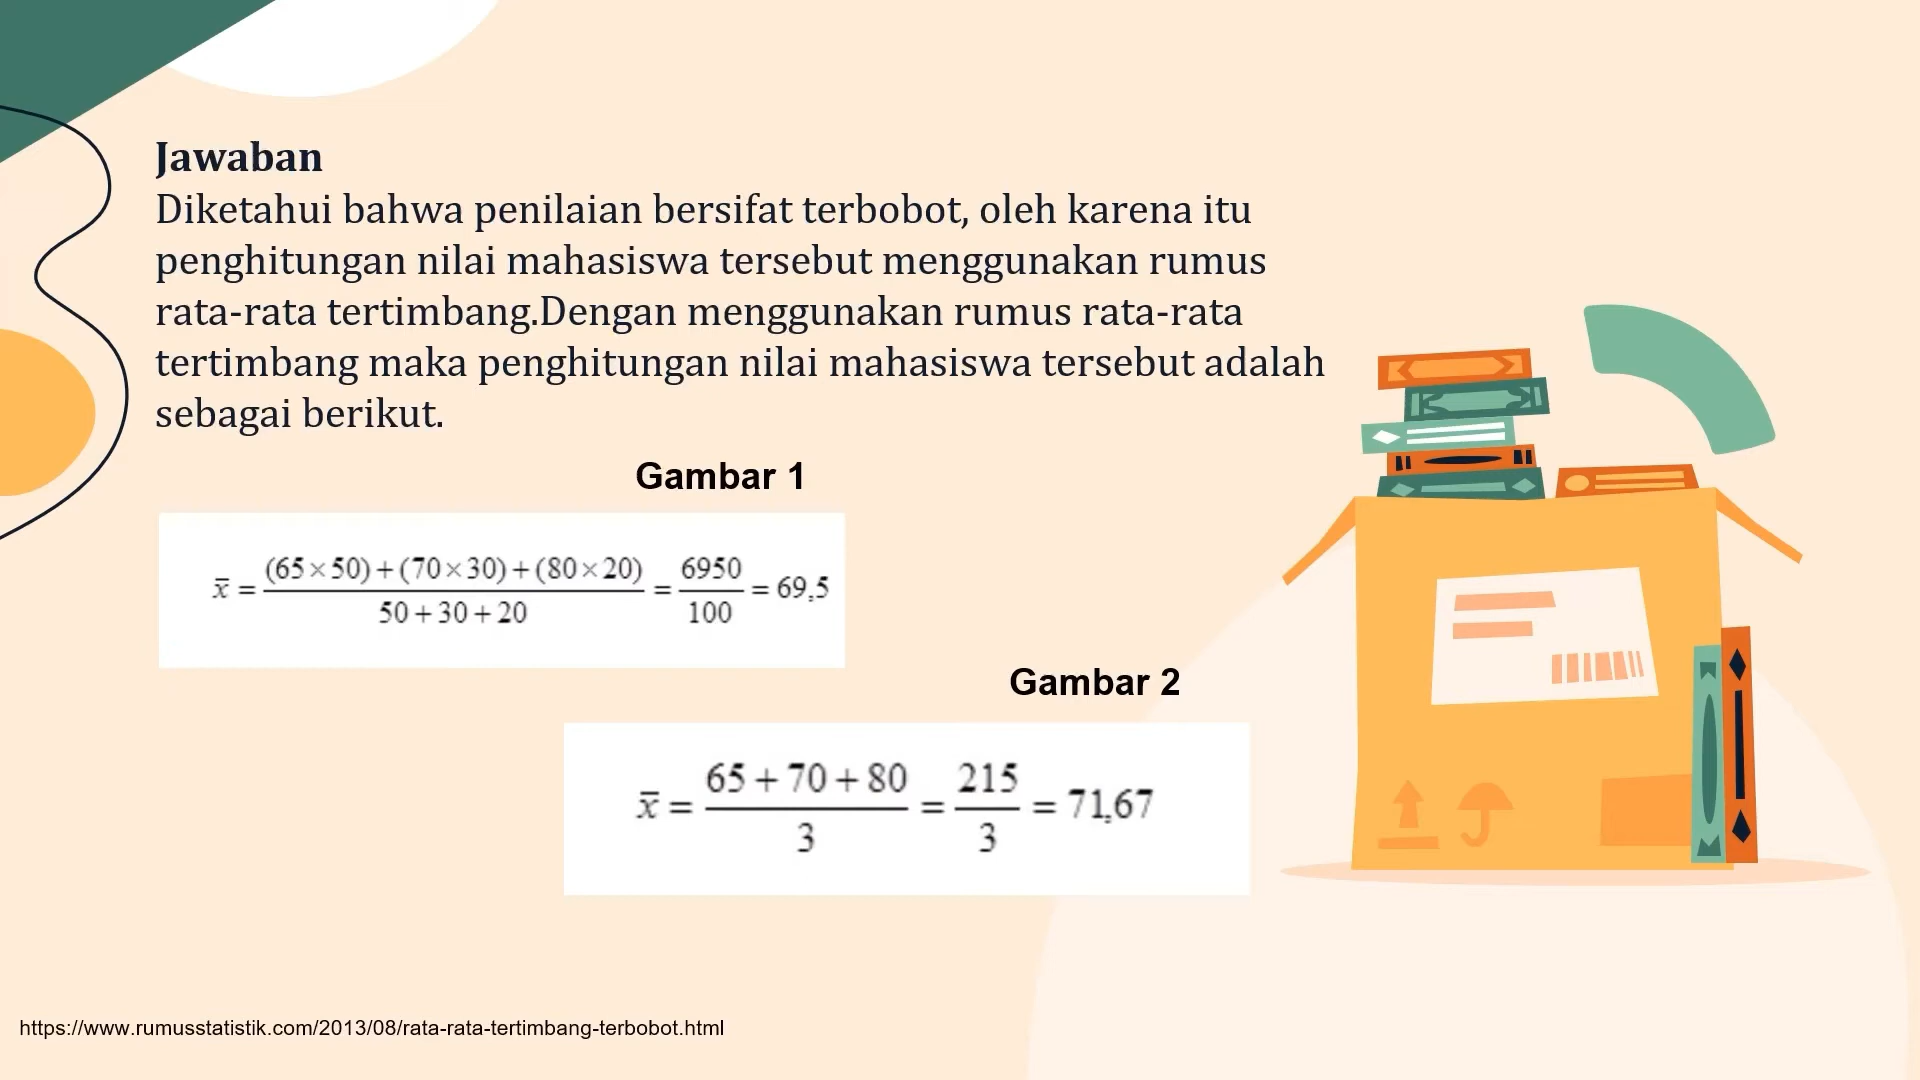 Jawaban
Diketahui bahwa penilaian bersifat terbobot, oleh karena itu
penghitungan nilai mahasiswa tersebut menggunakan rumus
rata-rata tertimbang.Dengan menggunakan rumus rata-rata
tertimbang maka penghitungan nilai mahasiswa tersebut adalah
sebagai berikut.
Gambar 1
x̅ = (65×50)+(70×30)+(80×20) / 50+30+20 = 6950 / 100 = 69,5
Gambar 2
x̅ = 65+70+80 / 3 = 215 / 3 = 71,67
https://www.rumusstatistik.com/2013/08/rata-rata-tertimbang-terbobot.html